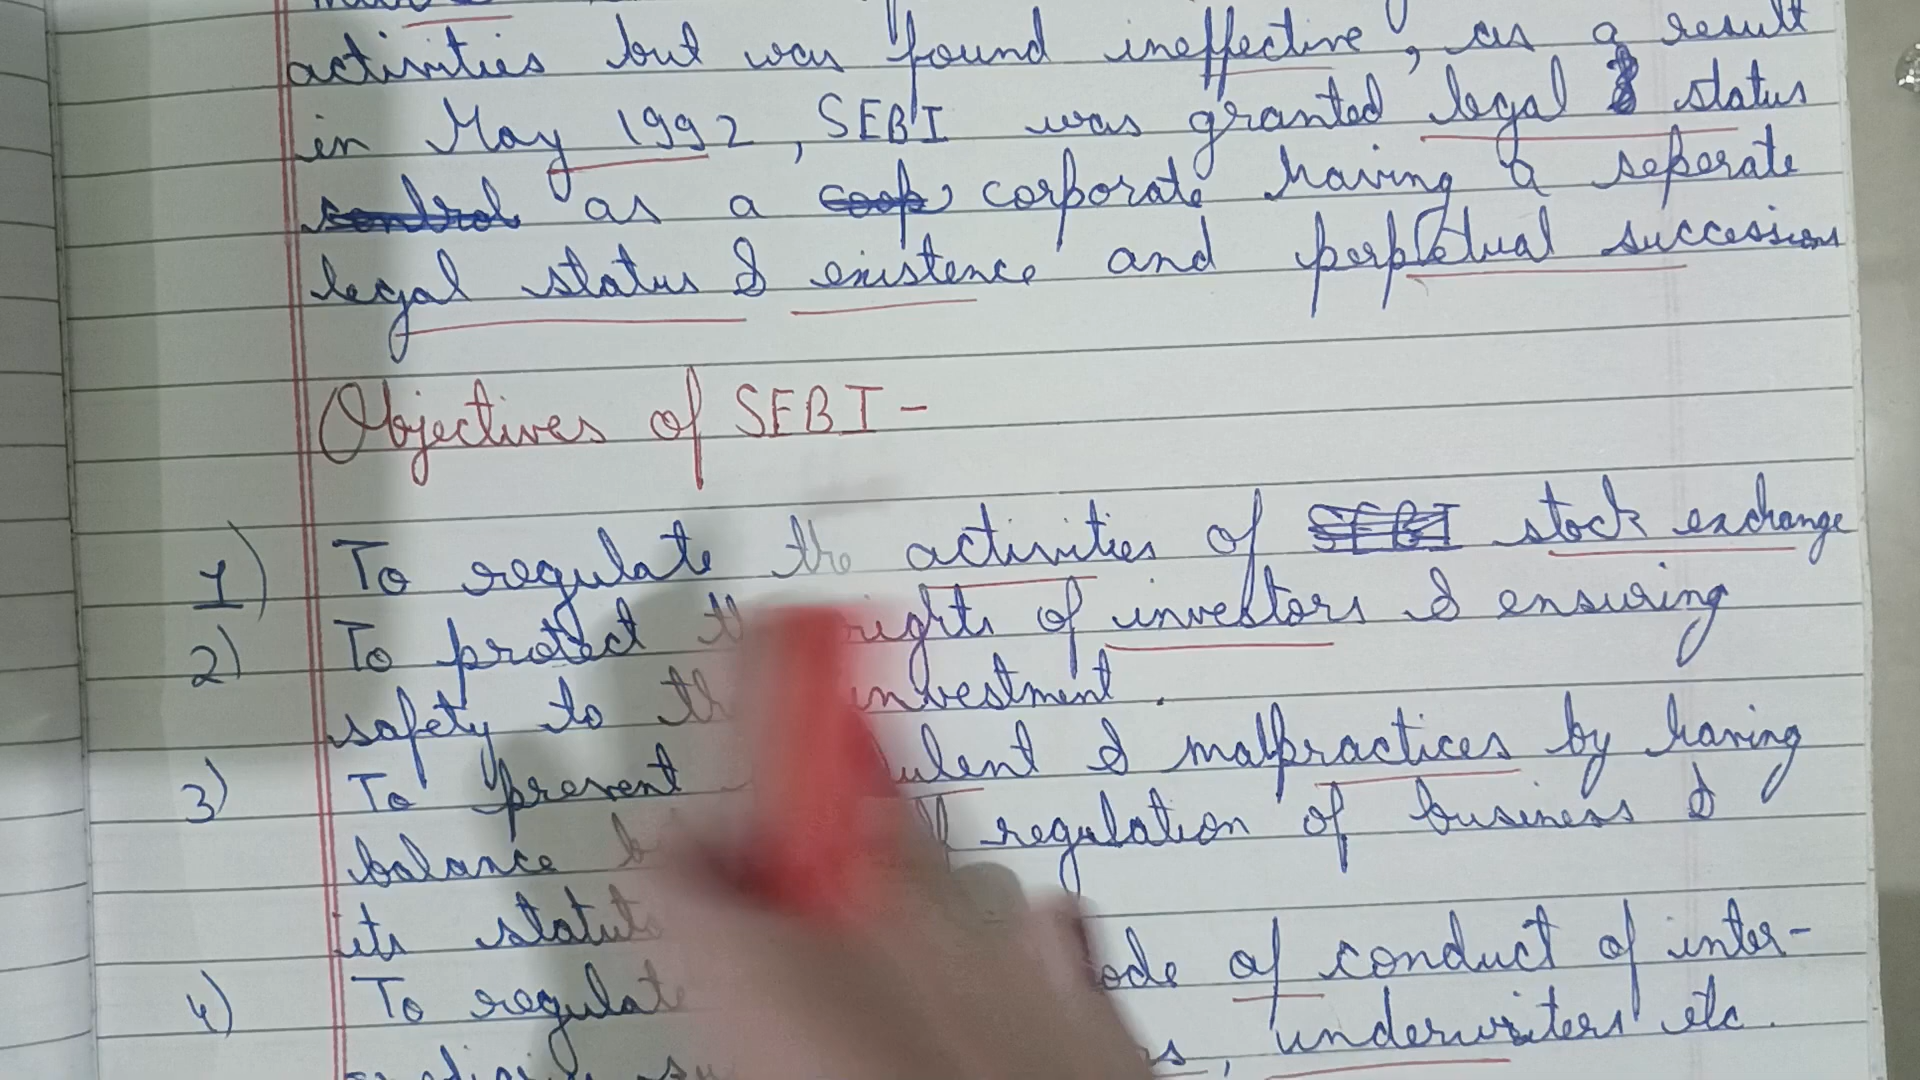 activities but was found ineffective, as a result
in May 1992, SEBI was granted legal status
as a corporate having a seperate
legal status & existence and perpetual succession
Objectives of SEBI -
1) To regulate the activities of stock exchange
2) To protect rights of investors & ensuring
safety to investment.
3) To prevent & malpractices by having
balance regulation of business &
its
4) To regulate of conduct of inter-
underwriters etc.